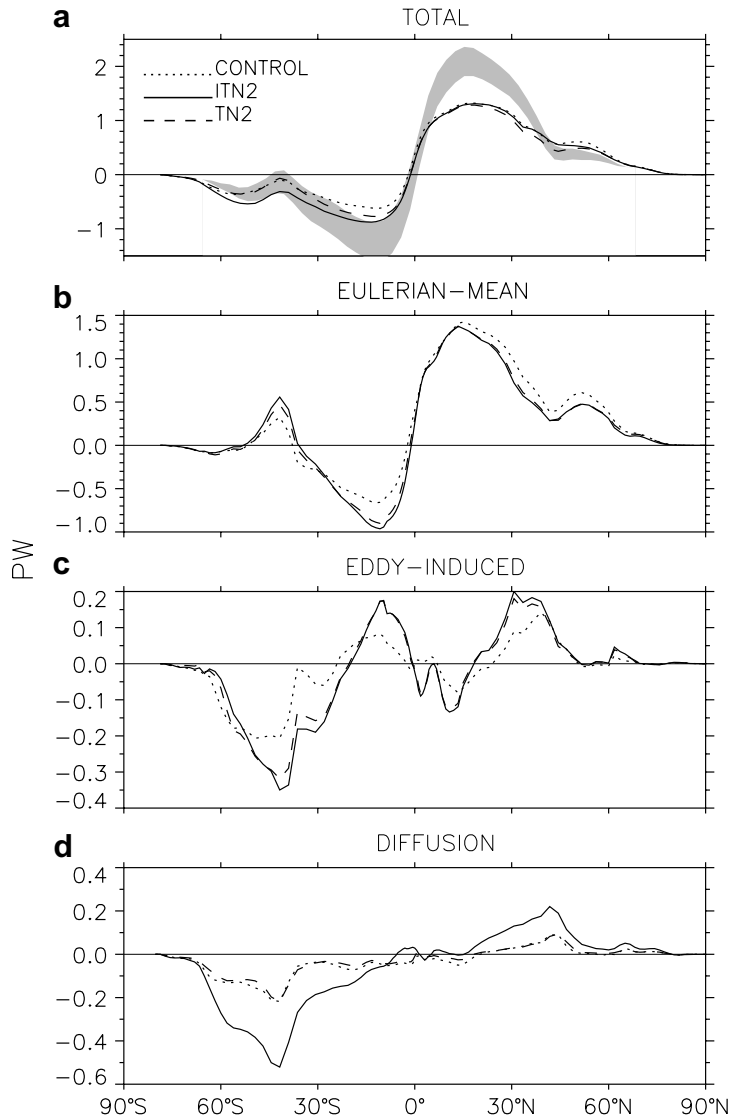 a
TOTAL
CONTROL
ITN2
TN2
2
1
0
−1
b
EULERIAN−MEAN
1.5
1.0
0.5
0.0
−0.5
−1.0
PW
c
EDDY−INDUCED
0.2
0.1
0.0
−0.1
−0.2
−0.3
−0.4
d
DIFFUSION
0.4
0.2
0.0
−0.2
−0.4
−0.6
90°S 60°S 30°S 0° 30°N 60°N 90°N